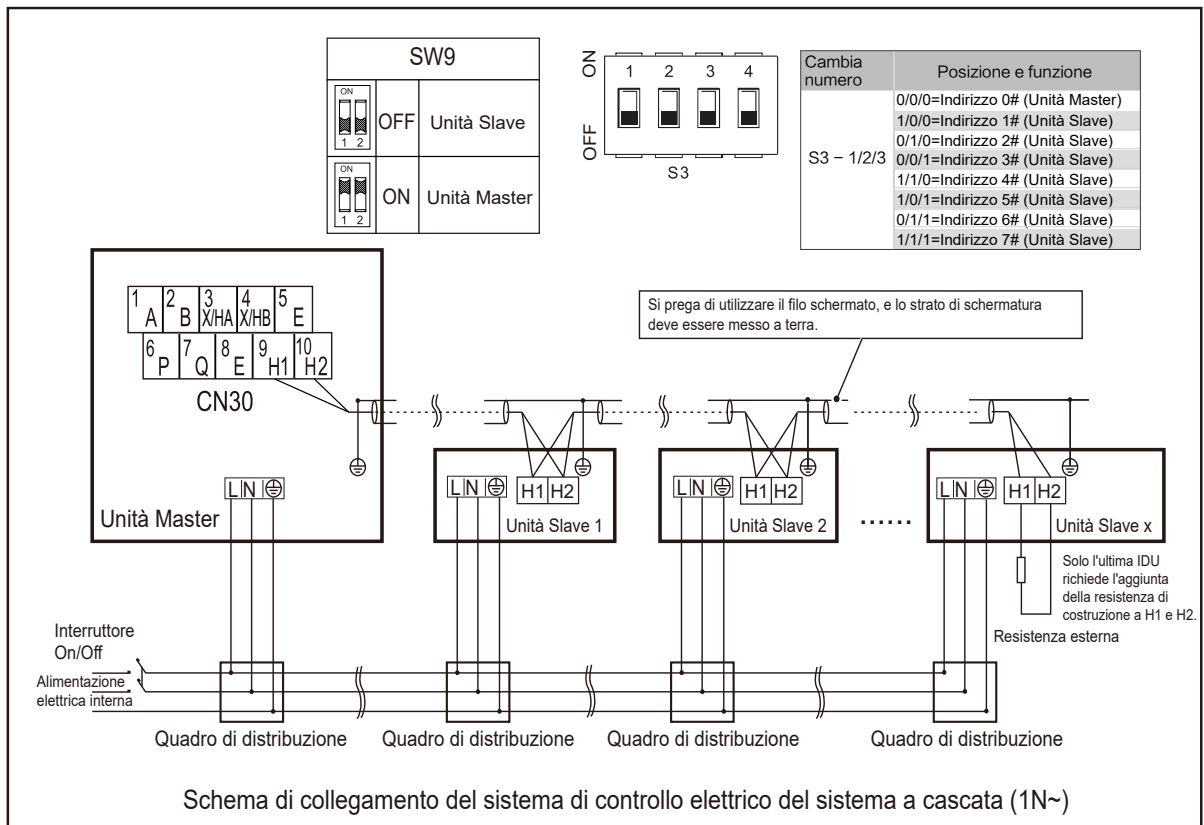 SW9
ON
1 2
OFF
Unità Slave
ON
1 2
ON
Unità Master
ON
OFF
1 2 3 4
S3
Cambia numero
Posizione e funzione
S3 – 1/2/3
0/0/0=Indirizzo 0# (Unità Master)
1/0/0=Indirizzo 1# (Unità Slave)
0/1/0=Indirizzo 2# (Unità Slave)
0/0/1=Indirizzo 3# (Unità Slave)
1/1/0=Indirizzo 4# (Unità Slave)
1/0/1=Indirizzo 5# (Unità Slave)
0/1/1=Indirizzo 6# (Unità Slave)
1/1/1=Indirizzo 7# (Unità Slave)
1 A 2 B 3 X/HA 4 X/HB 5 E
6 P 7 Q 8 E 9 H1 10 H2
CN30
Si prega di utilizzare il filo schermato, e lo strato di schermatura
deve essere messo a terra.
L N
Unità Master
L N
H1 H2
Unità Slave 1
L N
H1 H2
Unità Slave 2
......
L N
H1 H2
Unità Slave x
Solo l'ultima IDU
richiede l'aggiunta
della resistenza di
costruzione a H1 e H2.
Resistenza esterna
Interruttore
On/Off
Alimentazione
elettrica interna
Quadro di distribuzione
Quadro di distribuzione
Quadro di distribuzione
Quadro di distribuzione
Schema di collegamento del sistema di controllo elettrico del sistema a cascata (1N~)